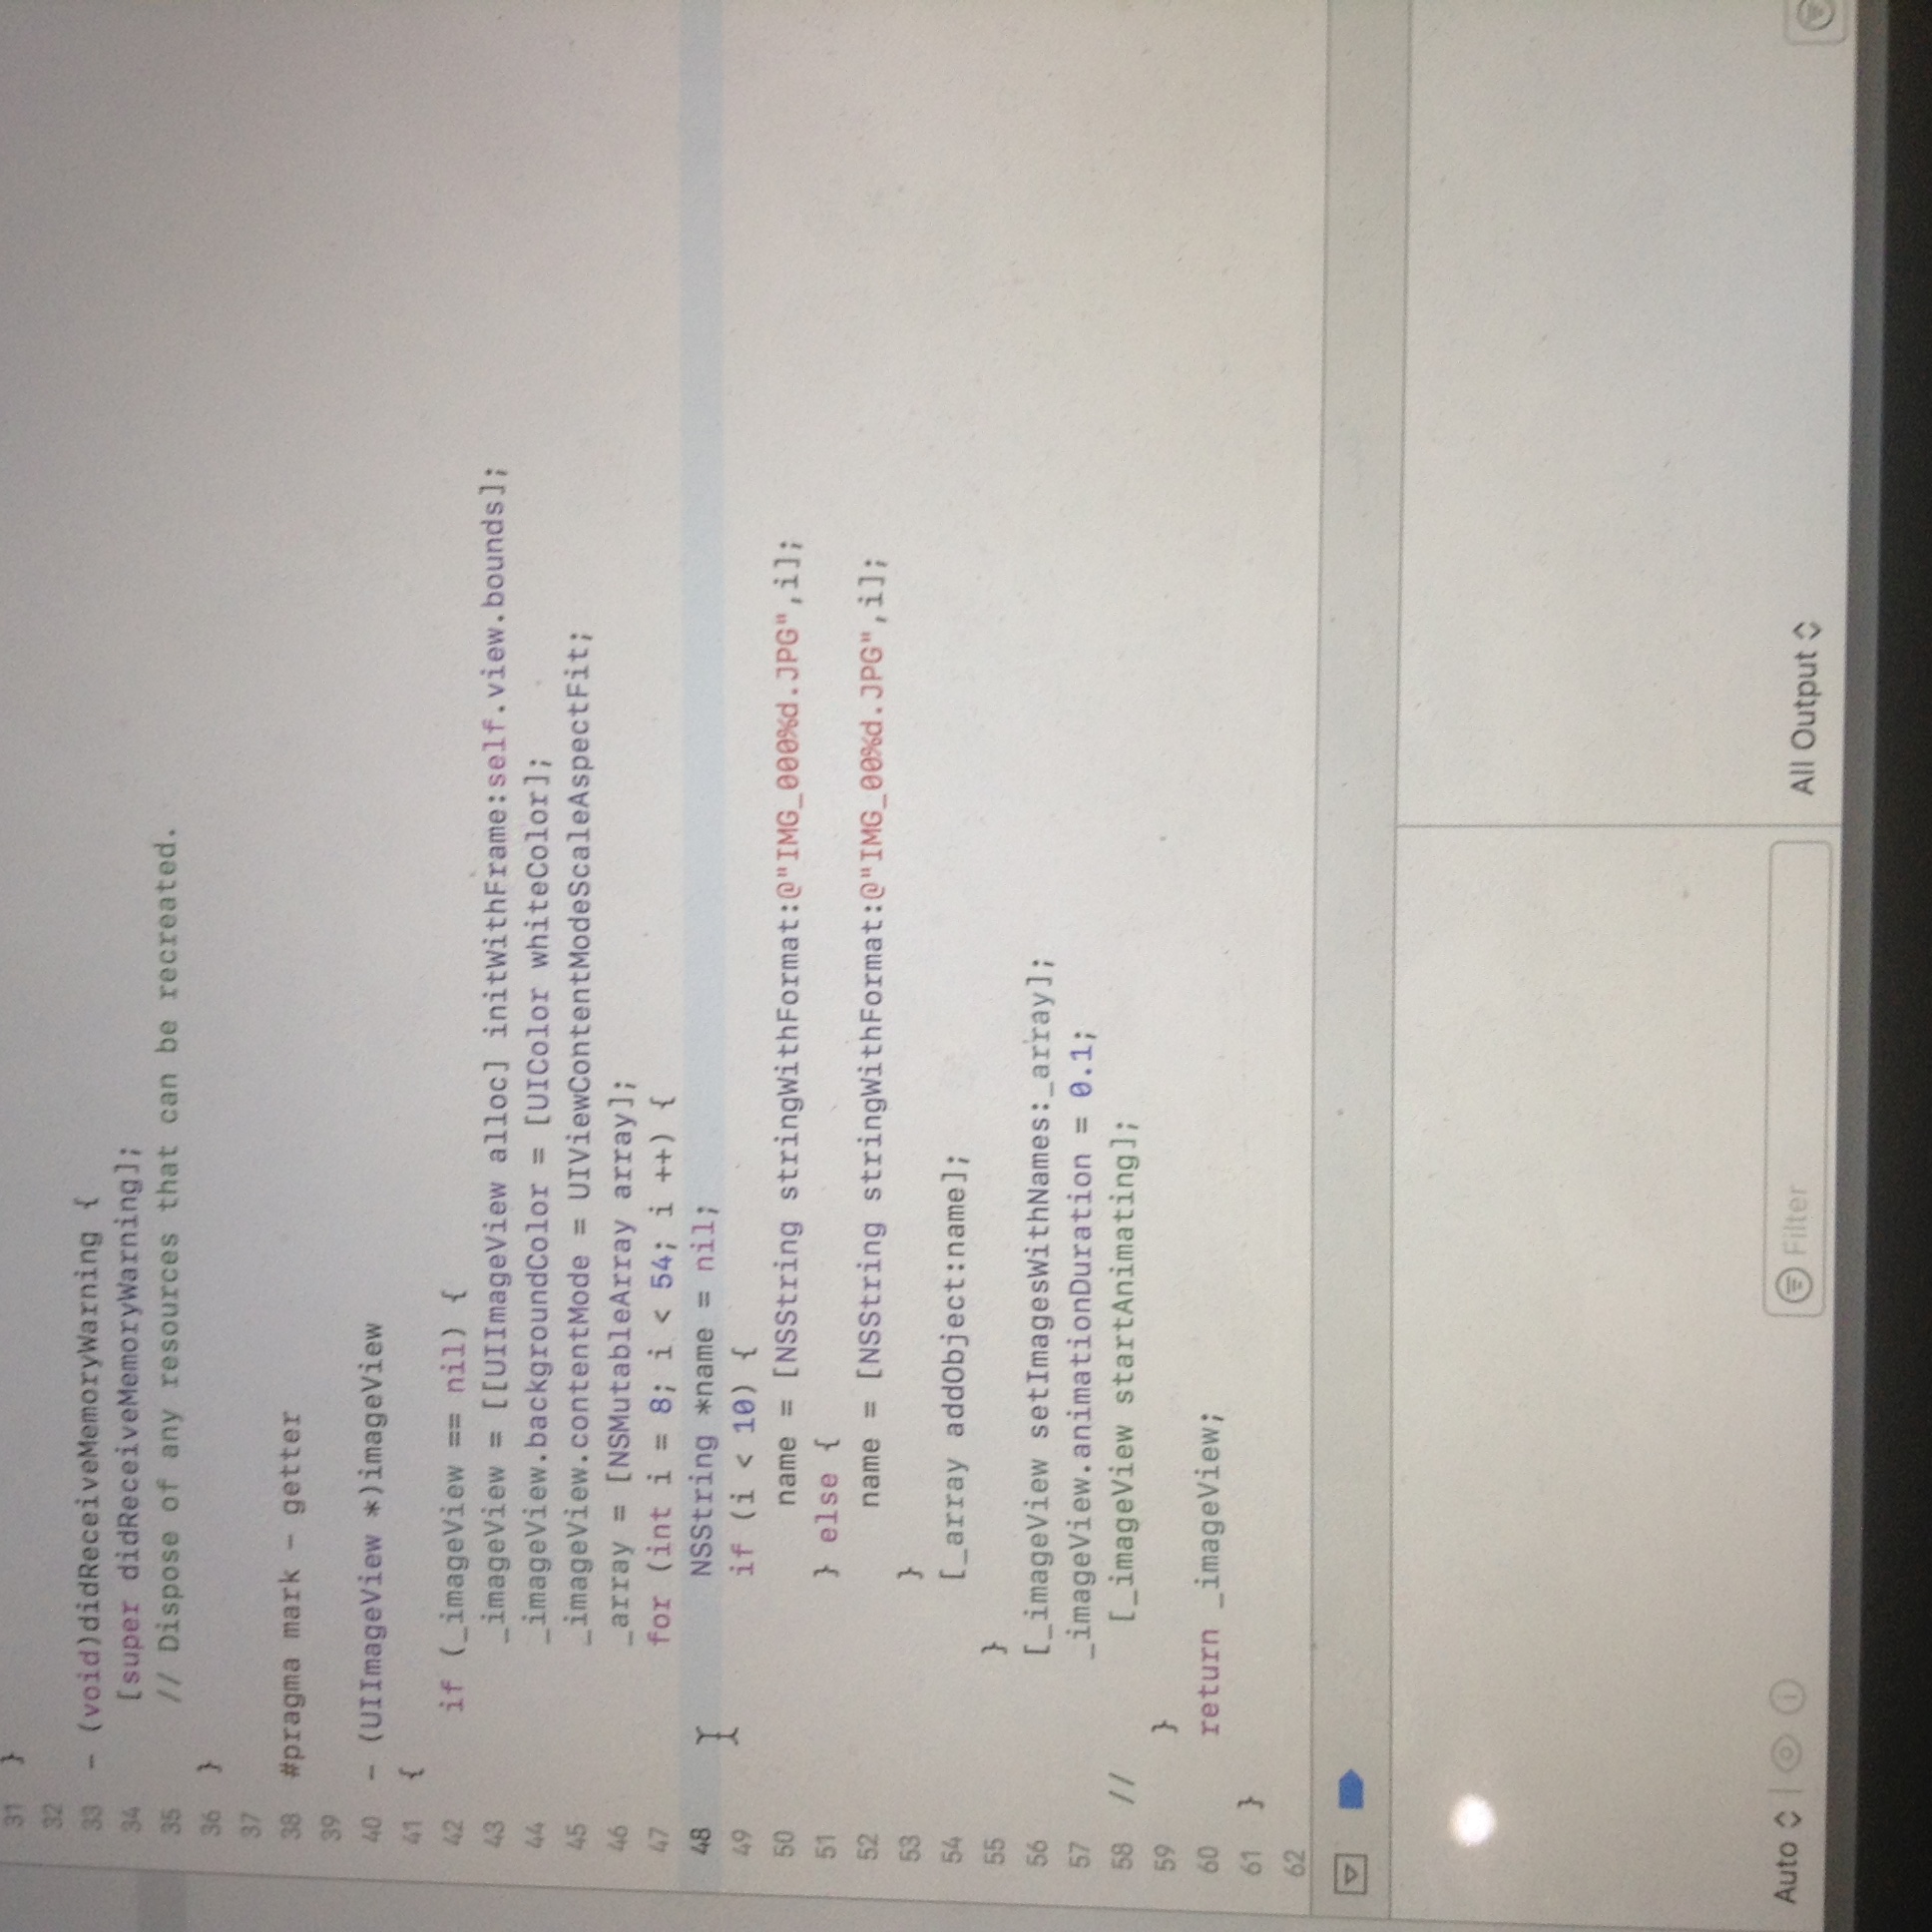 31 }
32
33 - (void)didReceiveMemoryWarning {
34 [super didReceiveMemoryWarning];
35 // Dispose of any resources that can be recreated.
36 }
37
38 #pragma mark - getter
39
40 - (UIImageView *)imageView
41 {
42 if (_imageView == nil) {
43 _imageView = [[UIImageView alloc] initWithFrame:self.view.bounds];
44 _imageView.backgroundColor = [UIColor whiteColor];
45 _imageView.contentMode = UIViewContentModeScaleAspectFit;
46 _array = [NSMutableArray array];
47 for (int i = 8; i < 54; i ++) {
48 NSString *name = nil;
49 if (i < 10) {
50 name = [NSString stringWithFormat:@"IMG_000%d.JPG",i];
51 } else {
52 name = [NSString stringWithFormat:@"IMG_00%d.JPG",i];
53 }
54 [_array addObject:name];
55 }
56 [_imageView setImagesWithNames:_array];
57 _imageView.animationDuration = 0.1;
58 // [_imageView startAnimating];
59 }
60 return _imageView;
61 }
62
Auto
Filter
All Output